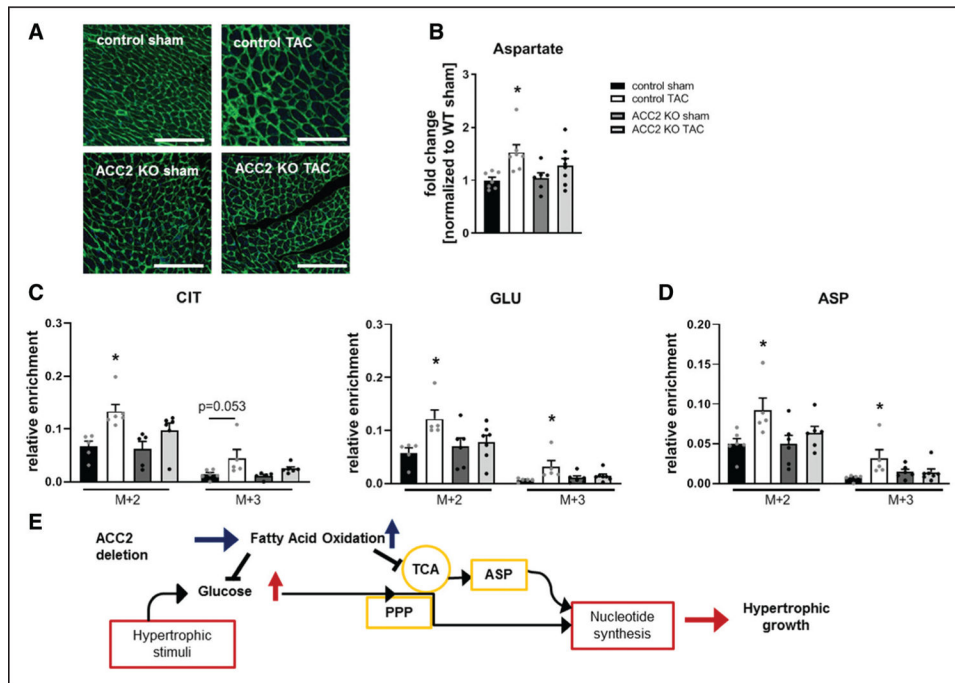 A
control sham
control TAC
ACC2 KO sham
ACC2 KO TAC
B
Aspartate
fold change
[normalized to WT sham]
3
2
1
0
*
control sham
control TAC
ACC2 KO sham
ACC2 KO TAC
C
CIT
relative enrichment
0.3
0.2
0.1
0.0
*
p=0.053
M+2
M+3
GLU
relative enrichment
0.3
0.2
0.1
0.0
*
*
M+2
M+3
D
ASP
relative enrichment
0.20
0.15
0.10
0.05
0.00
*
*
M+2
M+3
E
ACC2
deletion
Fatty Acid Oxidation
Glucose
TCA
ASP
PPP
Hypertrophic
stimuli
Nucleotide
synthesis
Hypertrophic
growth